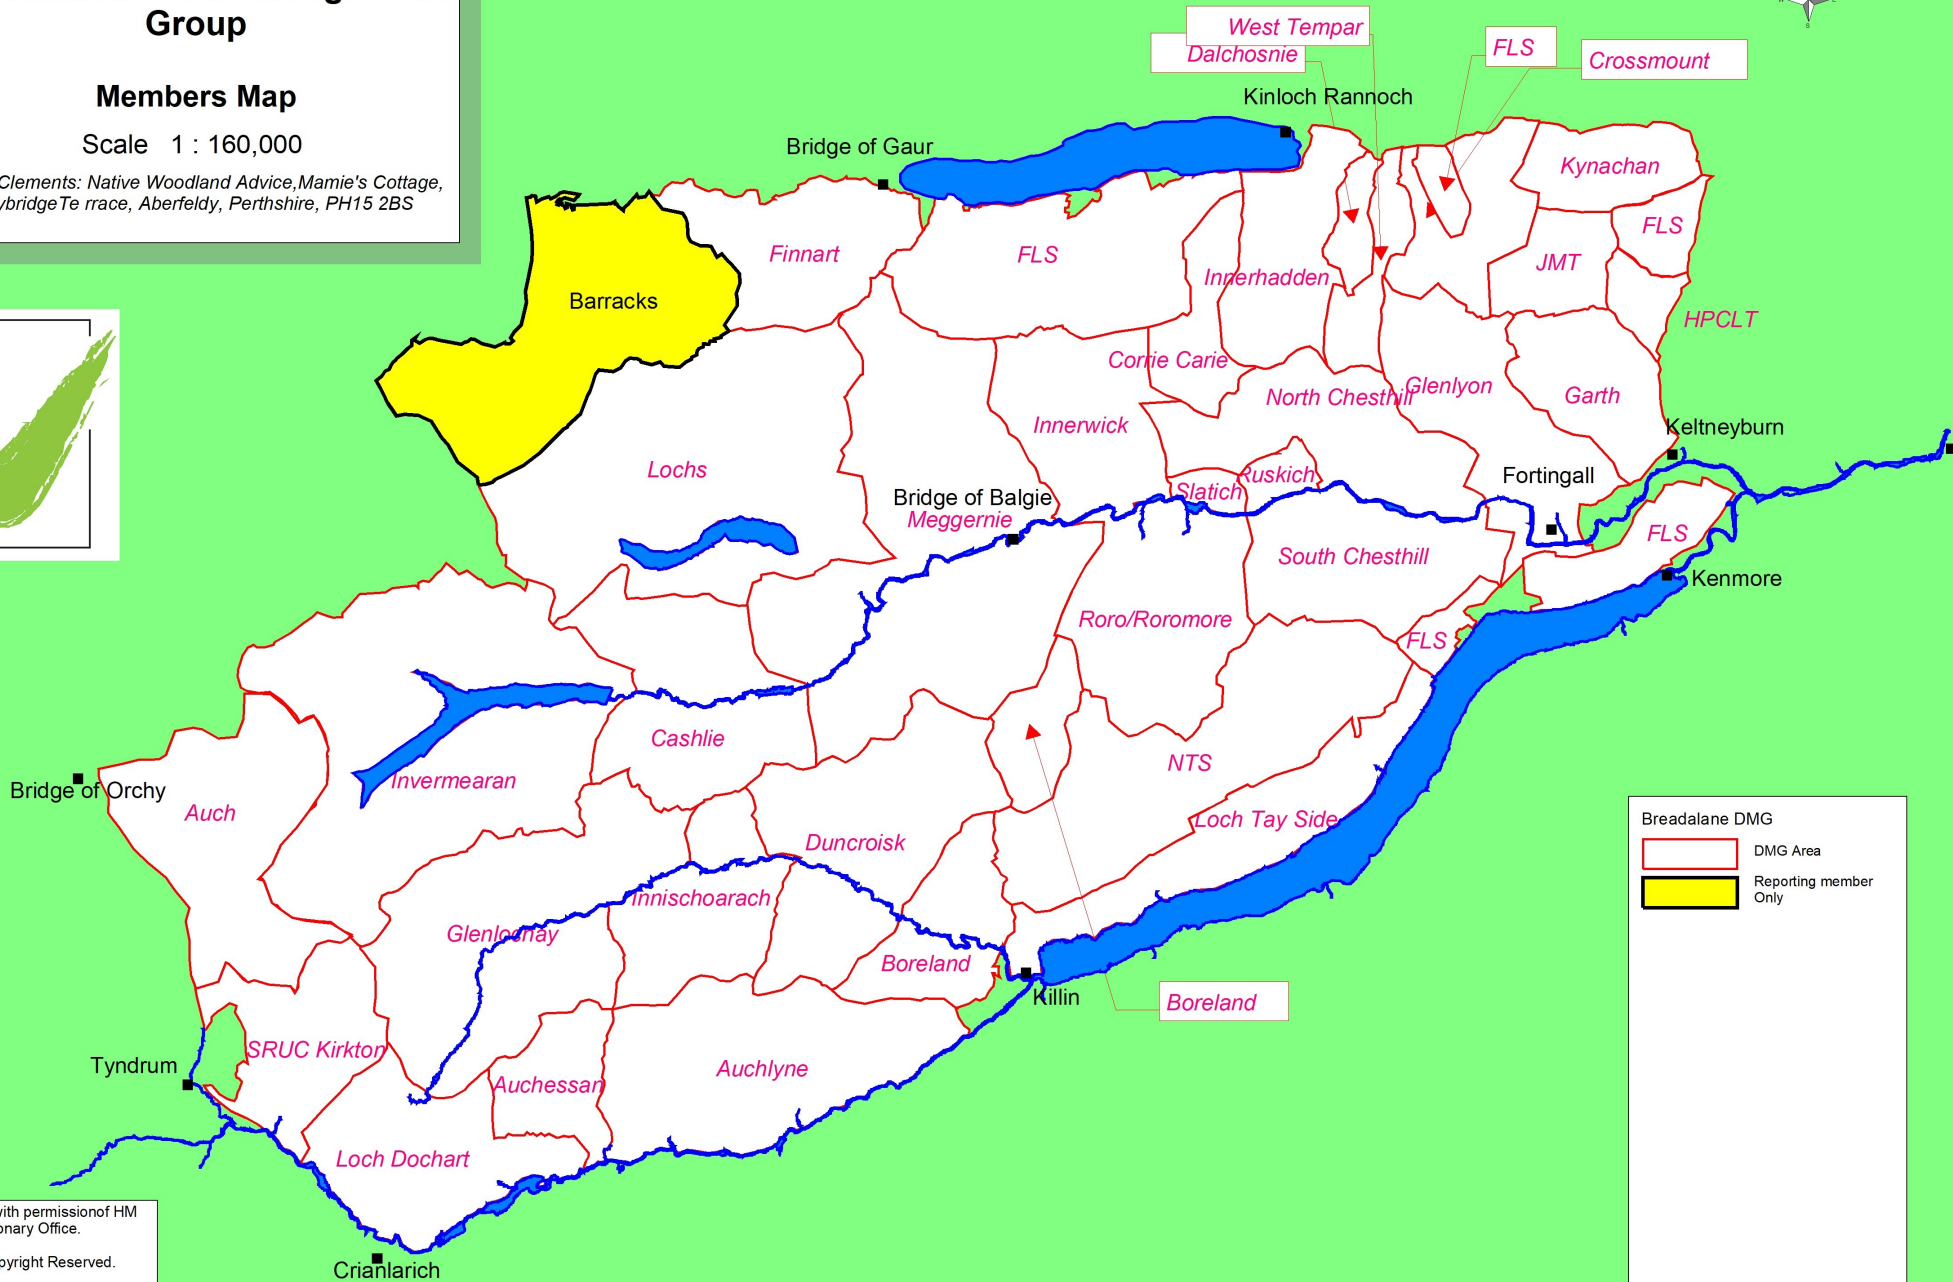 Group
Members Map
Scale 1 : 160,000
Clements: Native Woodland Advice,Mamie's Cottage,
Te rrace, Aberfeldy, Perthshire, PH15 2BS
West Tempar
Dalchosnie
FLS
Crossmount
Kinloch Rannoch
Bridge of Gaur
Kynachan
FLS
Finnart
FLS
JMT
Innerhadden
Barracks
HPCLT
Corrie Carie
Glenlyon
North Chesthill
Garth
Innerwick
Keltneyburn
Lochs
Ruskich
Fortingall
Slatich
Bridge of Balgie
Meggernie
FLS
South Chesthill
Kenmore
Roro/Roromore
FLS
Cashlie
NTS
Invermearan
Bridge of Orchy
Auch
Loch Tay Side
Duncroisk
Innischoarach
Glenlochay
Boreland
Killin
Boreland
SRUC Kirkton
Tyndrum
Auchlyne
Auchessan
Loch Dochart
Crianlarich
Breadalane DMG
DMG Area
Reporting member
Only
with permissionof HM
Office.
Copyright Reserved.
S